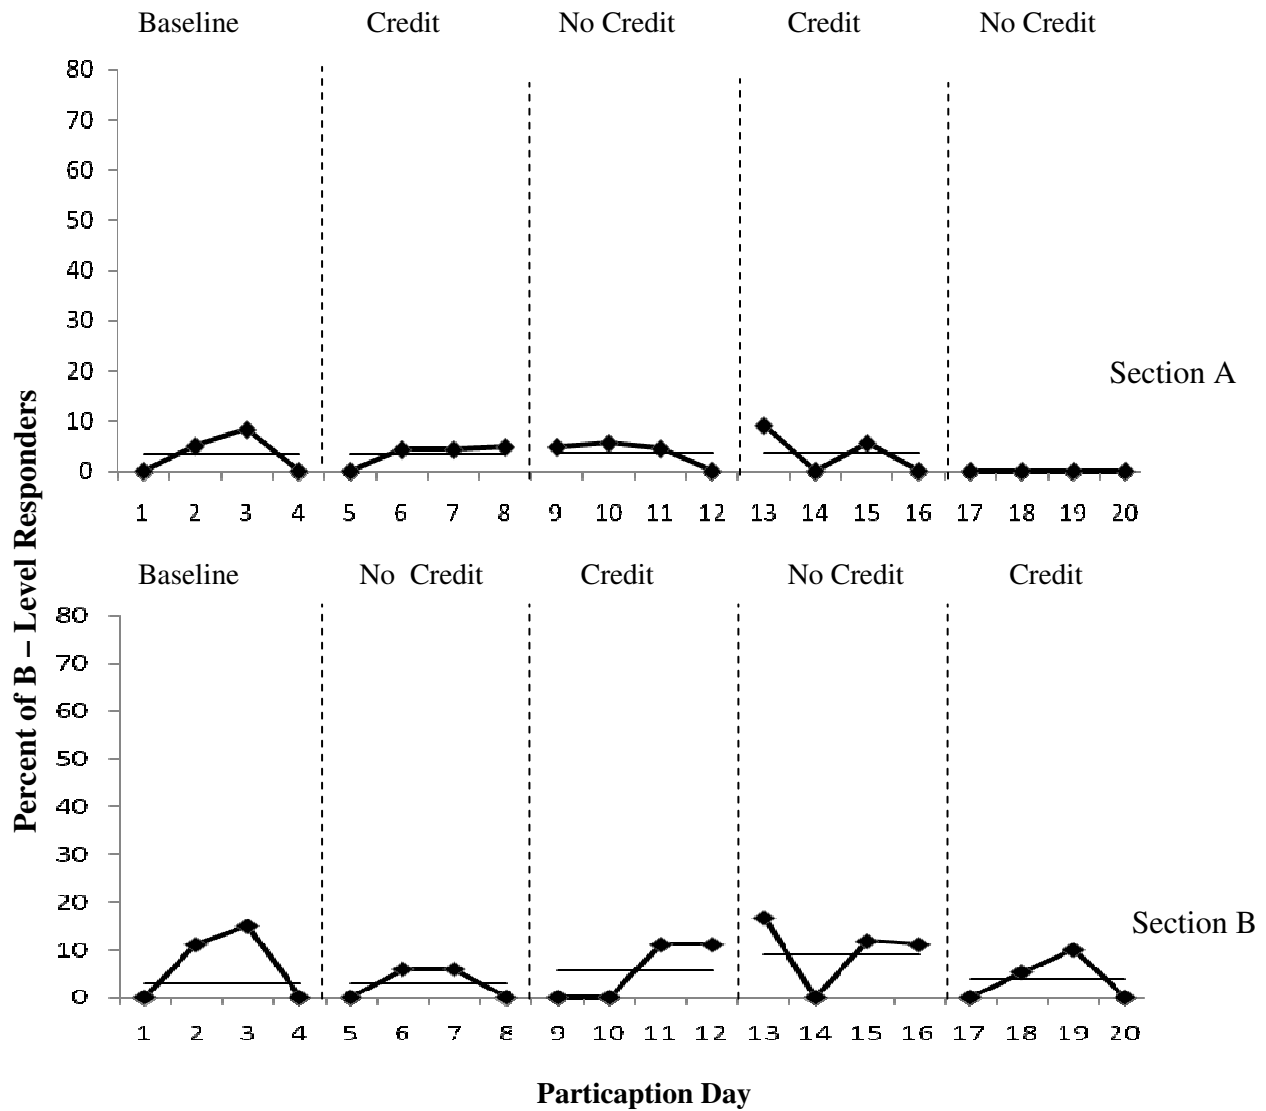 Baseline Credit No Credit Credit No Credit
80
70
60
50
40
30
20
10
0
Section A
1 2 3 4 5 6 7 8 9 10 11 12 13 14 15 16 17 18 19 20
Percent of B – Level Responders
Baseline No Credit Credit No Credit Credit
80
70
60
50
40
30
20
10
0
Section B
1 2 3 4 5 6 7 8 9 10 11 12 13 14 15 16 17 18 19 20
Particaption Day